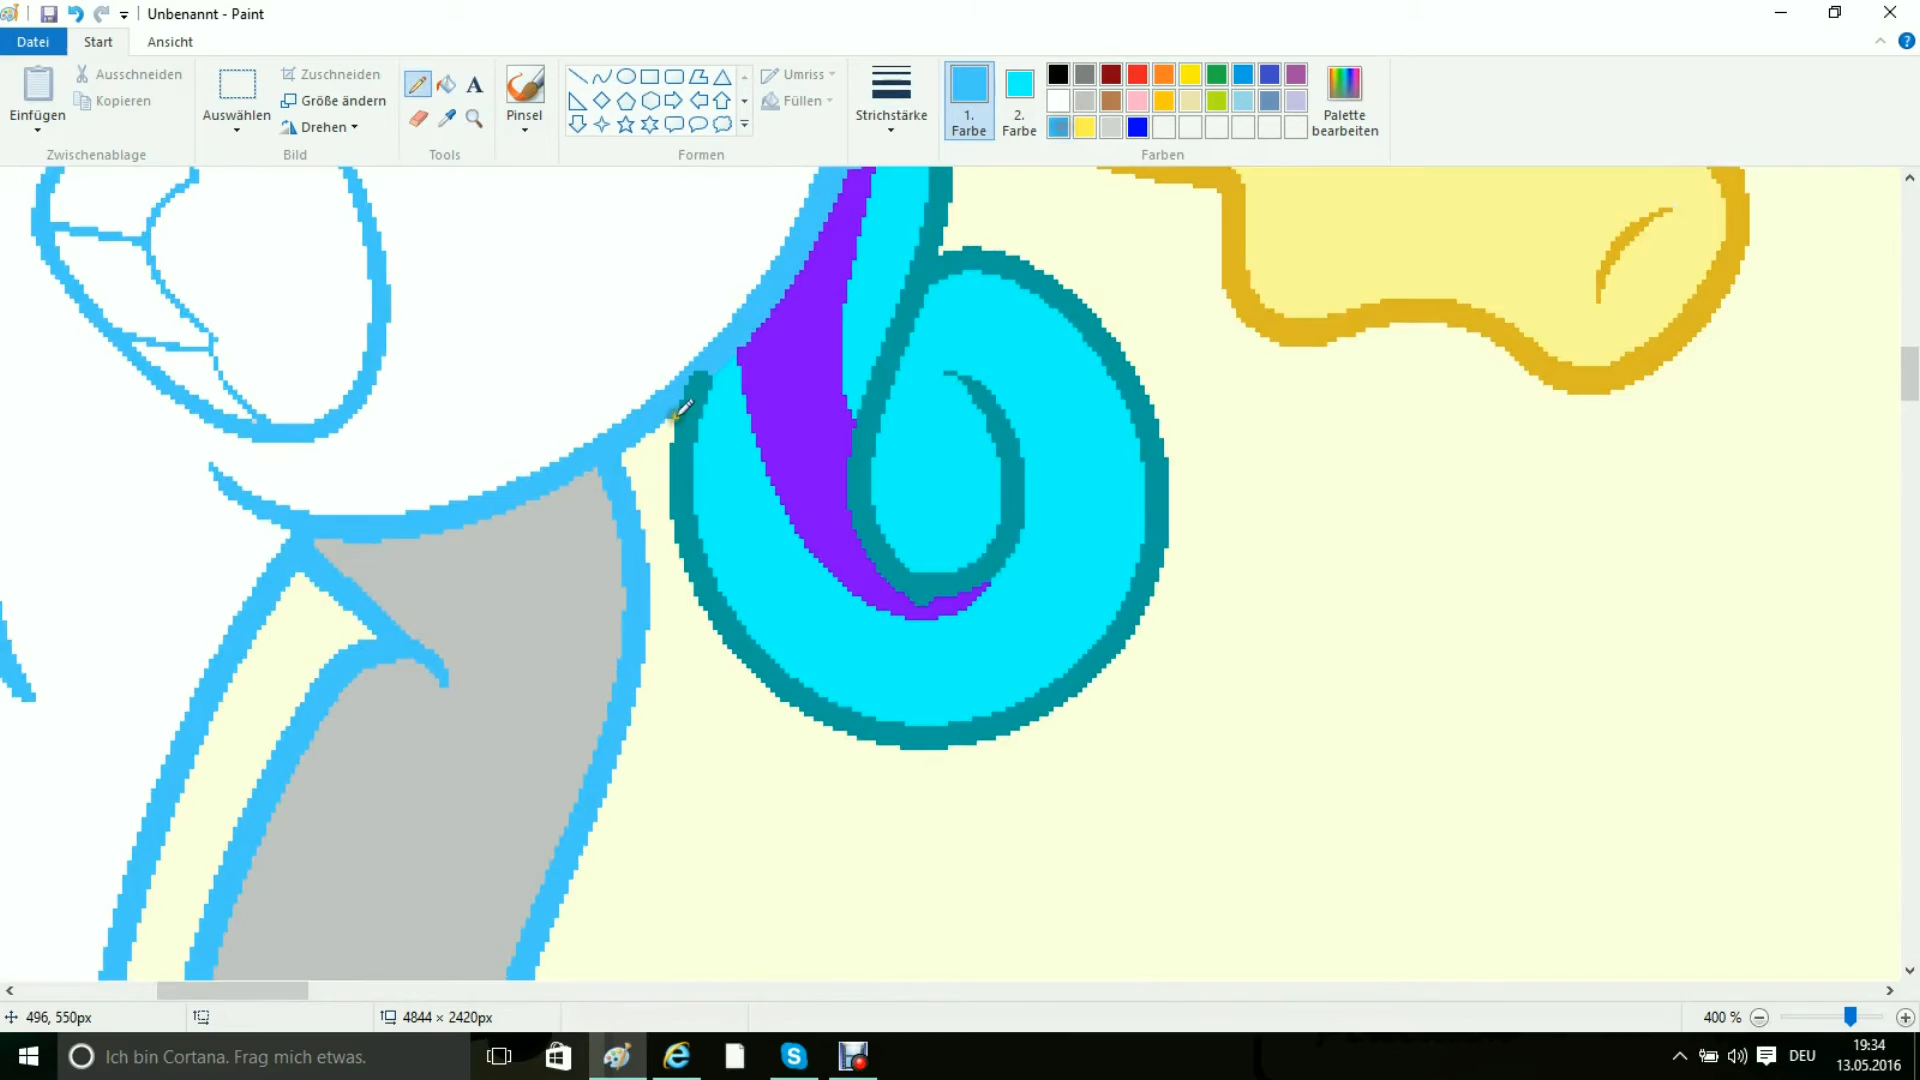 Unbenannt - Paint
Datei Start Ansicht
Einfügen
Ausschneiden
Kopieren
Zwischenablage
Auswählen
Zuschneiden
Größe ändern
Drehen
Bild
A
Tools
Pinsel
Umriss
Füllen
Formen
Strichstärke
1.
Farbe
2.
Farbe
Palette
bearbeiten
Farben
?
496, 550px
4844 × 2420px
400 %
Ich bin Cortana. Frag mich etwas.
DEU
19:34
13.05.2016